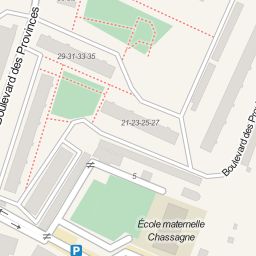 Boulevard des Provinces
29-31-33-35
21-23-25-27
Boulevard des Pro
5
École maternelle
Chassagne
P